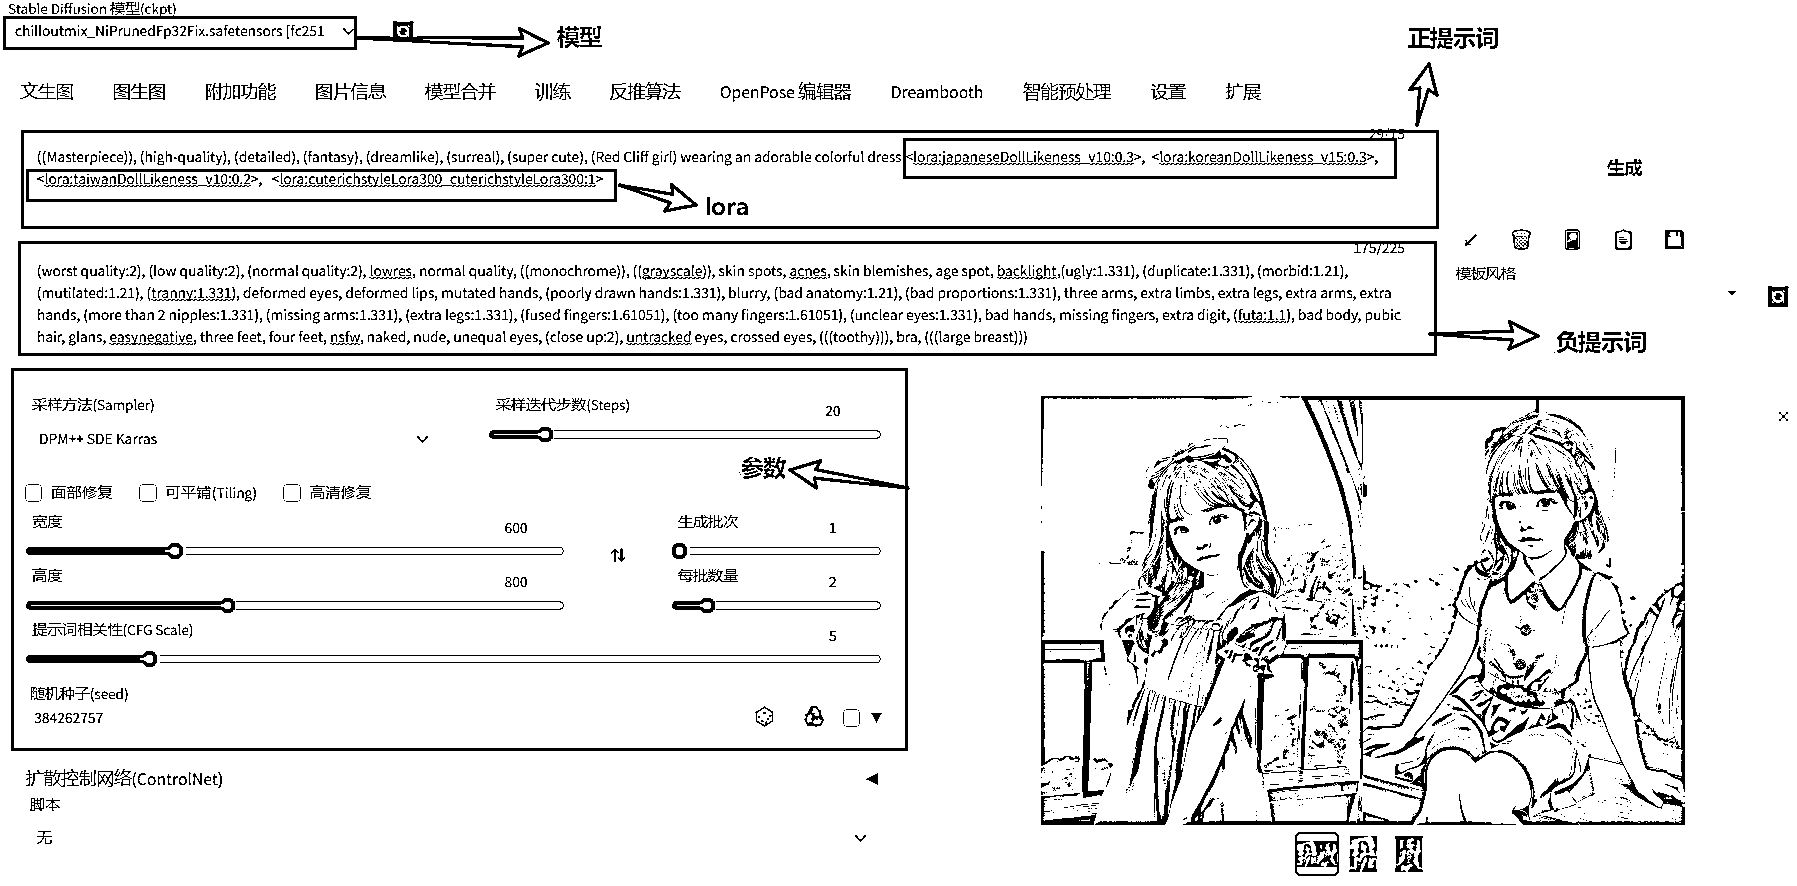 Stable Diffusion 模型(ckpt)
chilloutmix_NiPrunedFp32Fix.safetensors [fc251
模型
正提示词
文生图 图生图 附加功能 图片信息 模型合并 训练 反推算法 OpenPose 编辑器 Dreambooth 智能预处理 设置 扩展
29/75
((Masterpiece)), (high-quality), (detailed), (fantasy), (dreamlike), (surreal), (super cute), (Red Cliff girl) wearing an adorable colorful dress <lora:japaneseDollLikeness_v10:0.3>, <lora:koreanDollLikeness_v15:0.3>,
<lora:taiwanDollLikeness_v10:0.2>, <lora:cuterichstyleLora300_cuterichstyleLora300:1>
lora
生成
175/225
(worst quality:2), (low quality:2), (normal quality:2), lowres, normal quality, ((monochrome)), ((grayscale)), skin spots, acnes, skin blemishes, age spot, backlight,(ugly:1.331), (duplicate:1.331), (morbid:1.21),
(mutilated:1.21), (tranny:1.331), deformed eyes, deformed lips, mutated hands, (poorly drawn hands:1.331), blurry, (bad anatomy:1.21), (bad proportions:1.331), three arms, extra limbs, extra legs, extra arms, extra
hands, (more than 2 nipples:1.331), (missing arms:1.331), (extra legs:1.331), (fused fingers:1.61051), (too many fingers:1.61051), (unclear eyes:1.331), bad hands, missing fingers, extra digit, (futa:1.1), bad body, pubic
hair, glans, easynegative, three feet, four feet, nsfw, naked, nude, unequal eyes, (close up:2), untracked eyes, crossed eyes, (((toothy))), bra, (((large breast)))
模板风格
负提示词
采样方法(Sampler)
DPM++ SDE Karras
采样迭代步数(Steps) 20
参数
面部修复 可平铺(Tiling) 高清修复
宽度 600
生成批次 1
高度 800
每批数量 2
提示词相关性(CFG Scale) 5
随机种子(seed)
384262757
扩散控制网络(ControlNet)
脚本
无